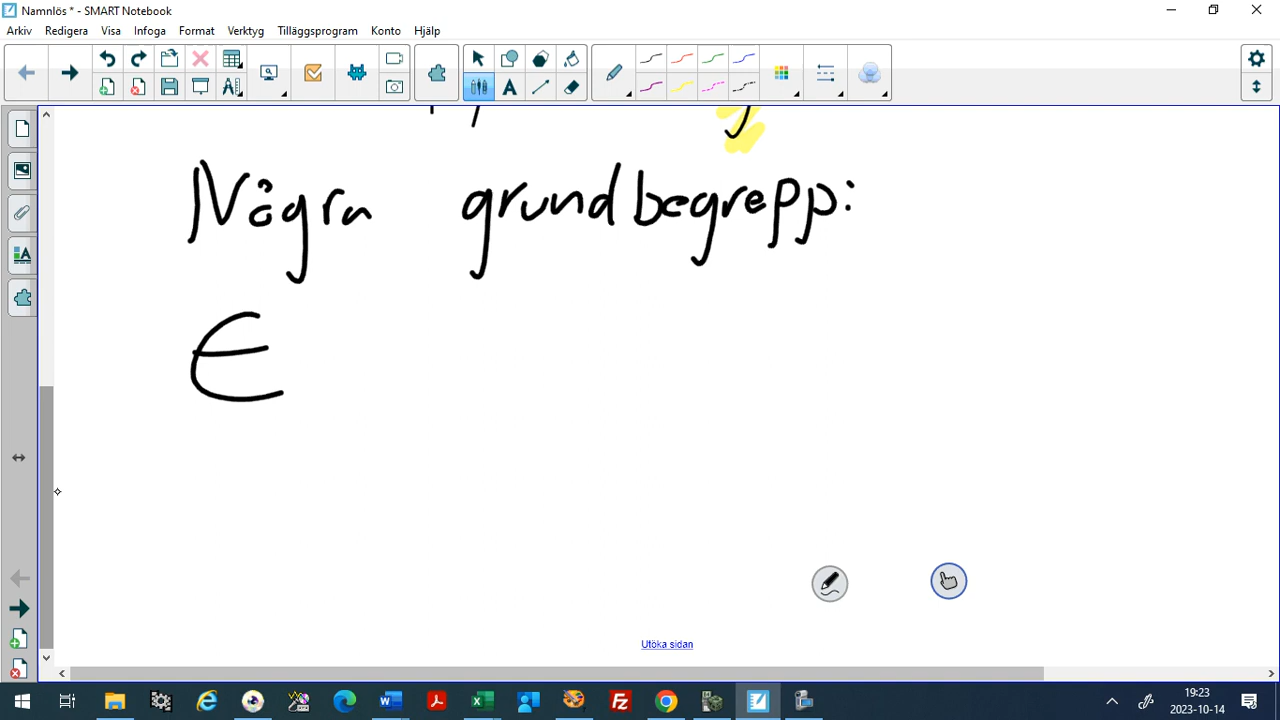 Namnlös * - SMART Notebook
Arkiv Redigera Visa Infoga Format Verktyg Tilläggsprogram Konto Hjälp
Några grundbegrepp:
∈
Utöka sidan
19:23
2023-10-14